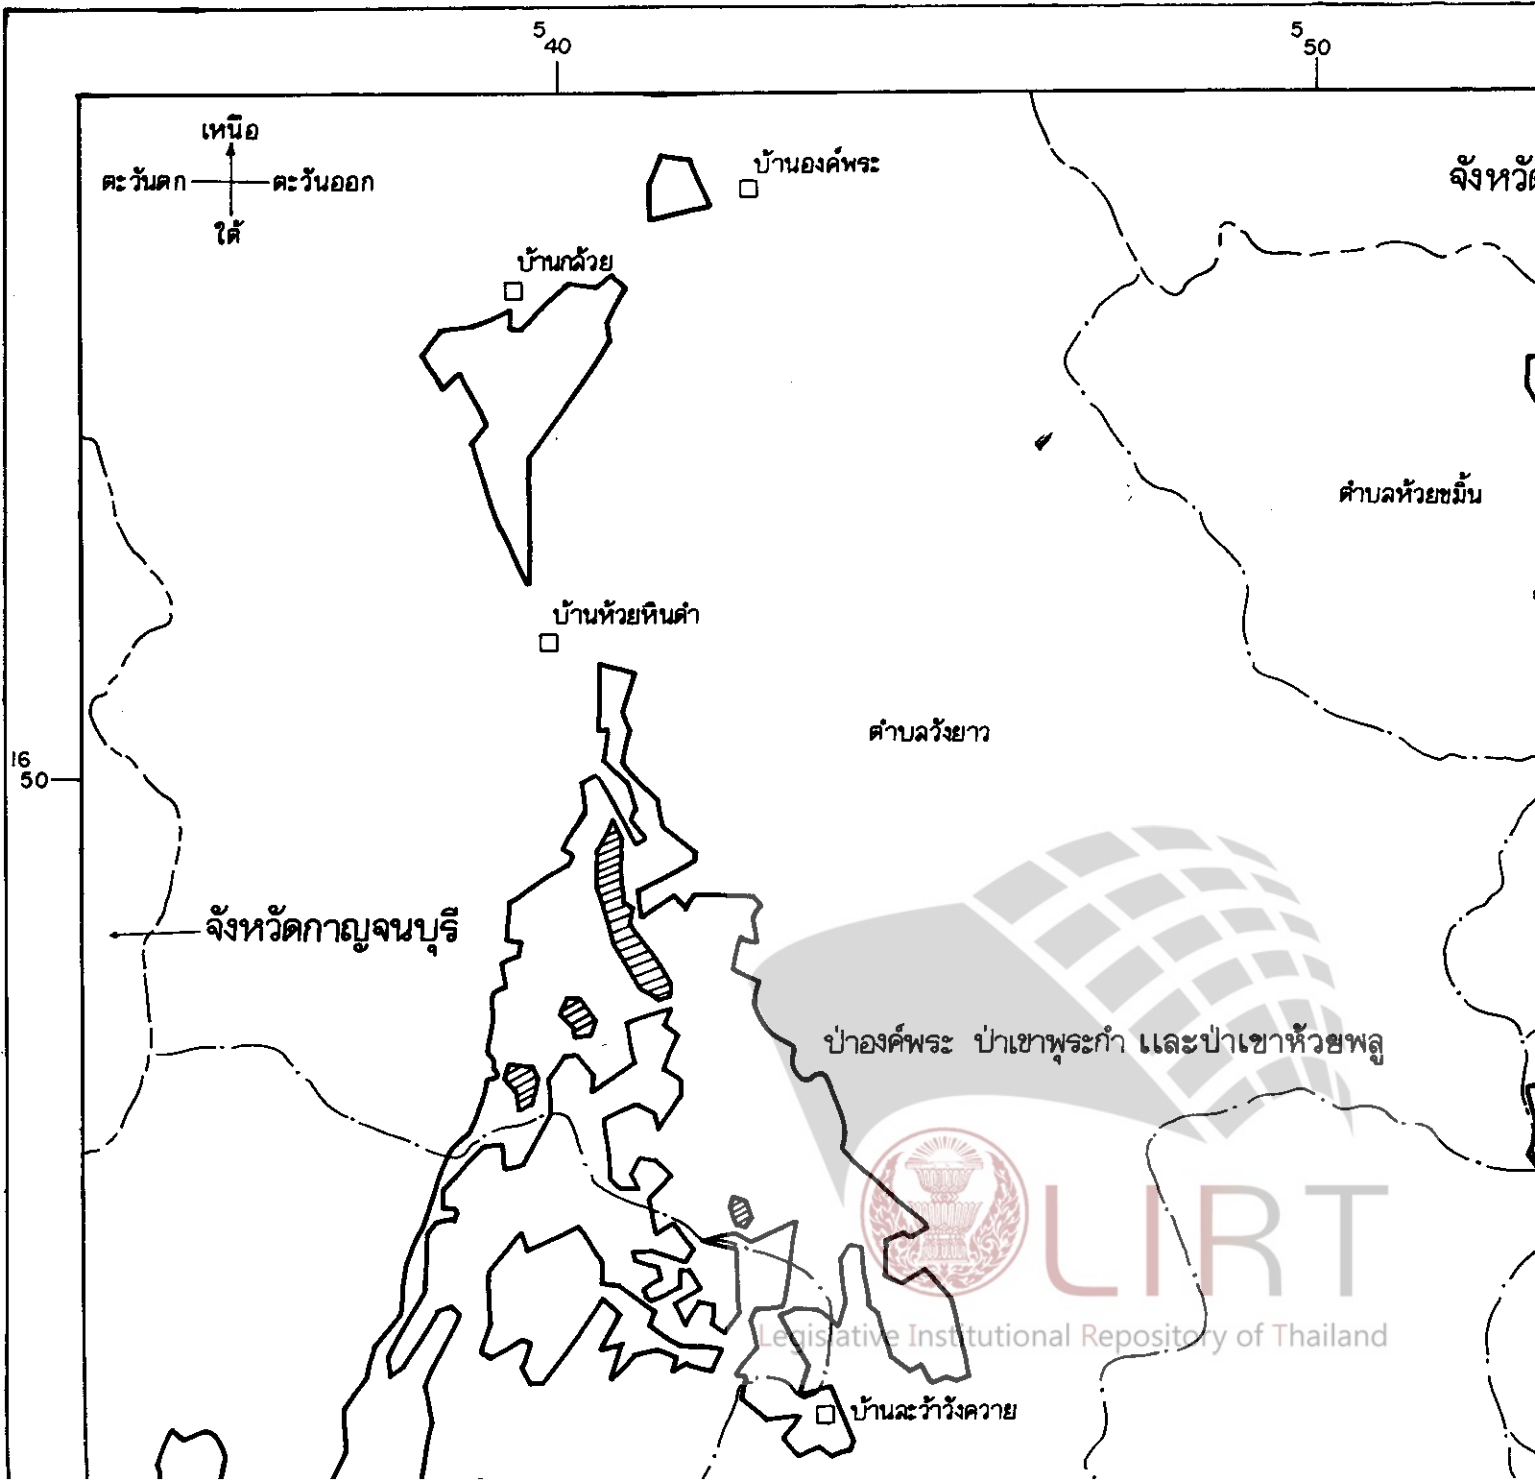 5 40
5 50
เหนือ
ตะวันตก ตะวันออก
ใต้
บ้านองค์พระ
บ้านกล้วย
ตำบลห้วยขมิ้น
บ้านห้วยหินดำ
ตำบลวังยาว
16 50
จังหวัดกาญจนบุรี
ป่าองค์พระ ป่าเขาพุระกำ และป่าเขาห้วยพลู
LIRT
Legislative Institutional Repository of Thailand
บ้านละว้าวังควาย